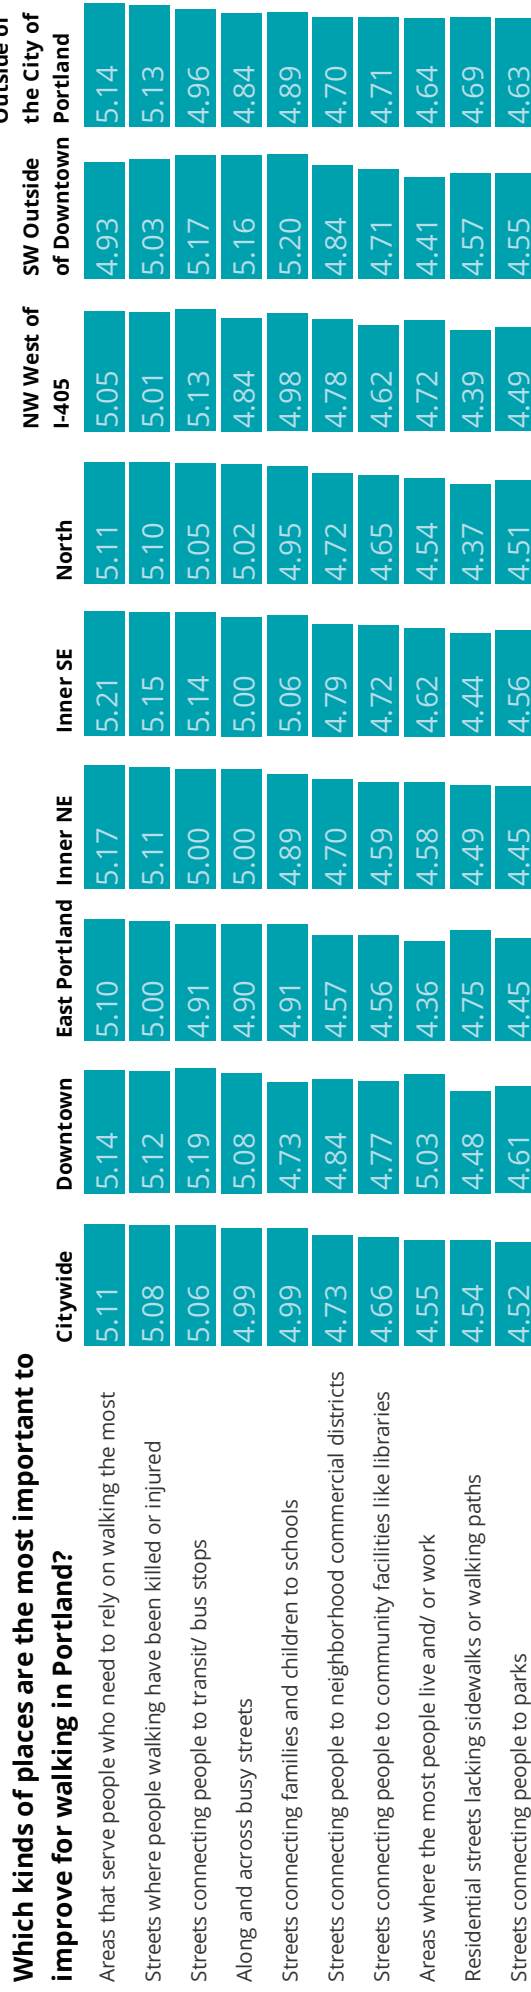 Which kinds of places are the most important to
improve for walking in Portland?
Citywide
Downtown
East Portland
Inner NE
Inner SE
North
NW West of
I-405
SW Outside
of Downtown
Outside of
the City of
Portland
Areas that serve people who need to rely on walking the most 5.11 5.14 5.10 5.17 5.21 5.11 5.05 4.93 5.14
Streets where people walking have been killed or injured 5.08 5.12 5.00 5.11 5.15 5.10 5.01 5.03 5.13
Streets connecting people to transit/ bus stops 5.06 5.19 4.91 5.00 5.14 5.05 5.13 5.17 4.96
Along and across busy streets 4.99 5.08 4.90 5.00 5.00 5.02 4.84 5.16 4.84
Streets connecting families and children to schools 4.99 4.73 4.91 4.89 5.06 4.95 4.98 5.20 4.89
Streets connecting people to neighborhood commercial districts 4.73 4.84 4.57 4.70 4.79 4.72 4.78 4.84 4.70
Streets connecting people to community facilities like libraries 4.66 4.77 4.56 4.59 4.72 4.65 4.62 4.71 4.71
Areas where the most people live and/ or work 4.55 5.03 4.36 4.58 4.62 4.54 4.72 4.41 4.64
Residential streets lacking sidewalks or walking paths 4.54 4.48 4.75 4.49 4.44 4.37 4.39 4.57 4.69
Streets connecting people to parks 4.52 4.61 4.45 4.45 4.56 4.51 4.49 4.55 4.63